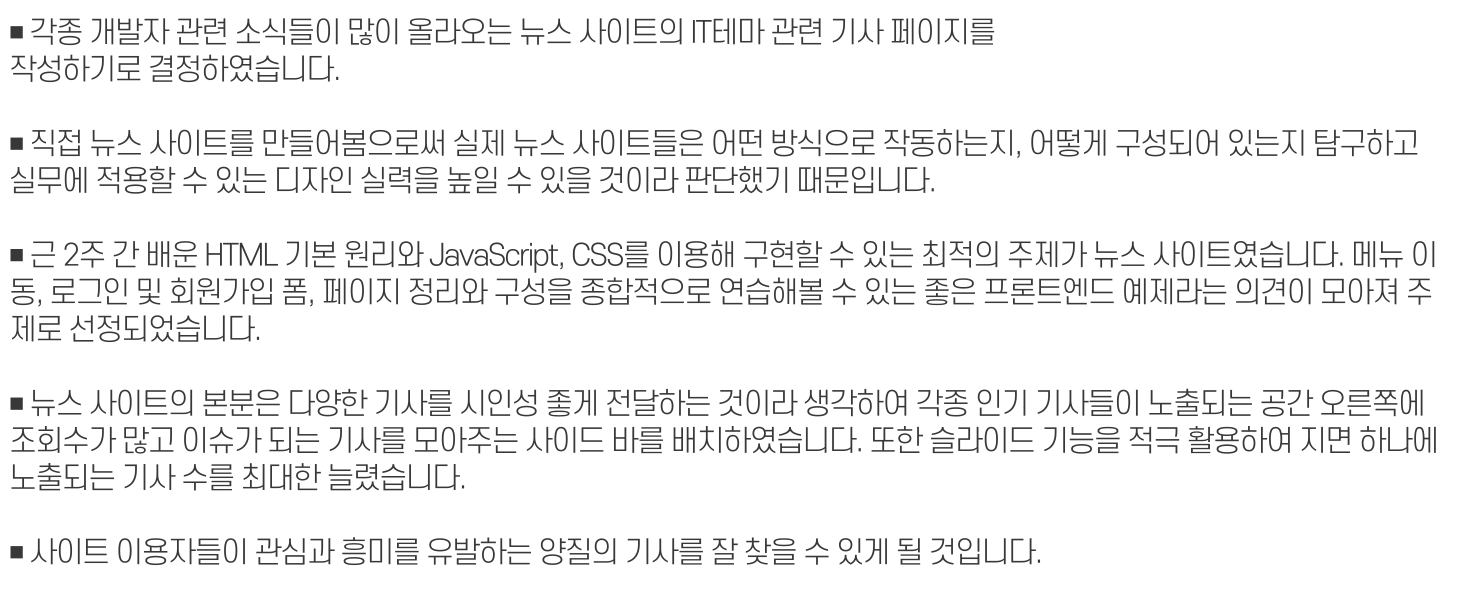 ■ 각종 개발자 관련 소식들이 많이 올라오는 뉴스 사이트의 IT테마 관련 기사 페이지를
작성하기로 결정하였습니다.
■ 직접 뉴스 사이트를 만들어봄으로써 실제 뉴스 사이트들은 어떤 방식으로 작동하는지, 어떻게 구성되어 있는지 탐구하고
실무에 적용할 수 있는 디자인 실력을 높일 수 있을 것이라 판단했기 때문입니다.
■ 근 2주 간 배운 HTML 기본 원리와 JavaScript, CSS를 이용해 구현할 수 있는 최적의 주제가 뉴스 사이트였습니다. 메뉴 이
동, 로그인 및 회원가입 폼, 페이지 정리와 구성을 종합적으로 연습해볼 수 있는 좋은 프론트엔드 예제라는 의견이 모아져 주
제로 선정되었습니다.
■ 뉴스 사이트의 본분은 다양한 기사를 시인성 좋게 전달하는 것이라 생각하여 각종 인기 기사들이 노출되는 공간 오른쪽에
조회수가 많고 이슈가 되는 기사를 모아주는 사이드 바를 배치하였습니다. 또한 슬라이드 기능을 적극 활용하여 지면 하나에
노출되는 기사 수를 최대한 늘렸습니다.
■ 사이트 이용자들이 관심과 흥미를 유발하는 양질의 기사를 잘 찾을 수 있게 될 것입니다.